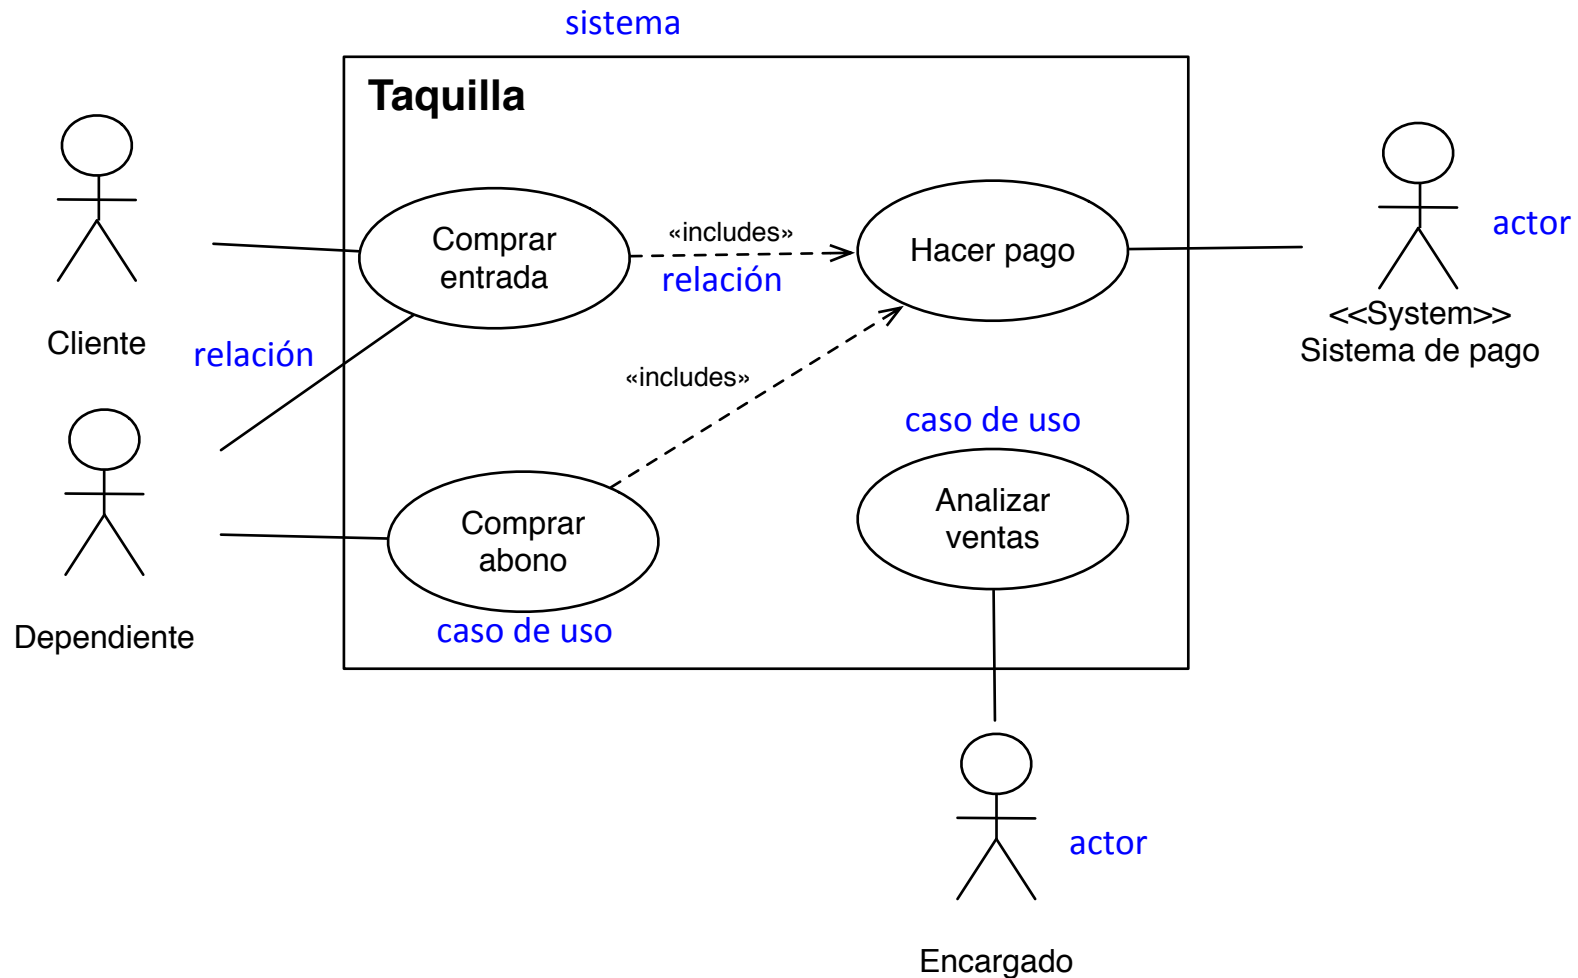 sistema
Taquilla
Comprar
entrada
«includes»
relación
Hacer pago
actor
<<System>>
Sistema de pago
Cliente
relación
«includes»
caso de uso
Analizar
ventas
Comprar
abono
caso de uso
Dependiente
actor
Encargado